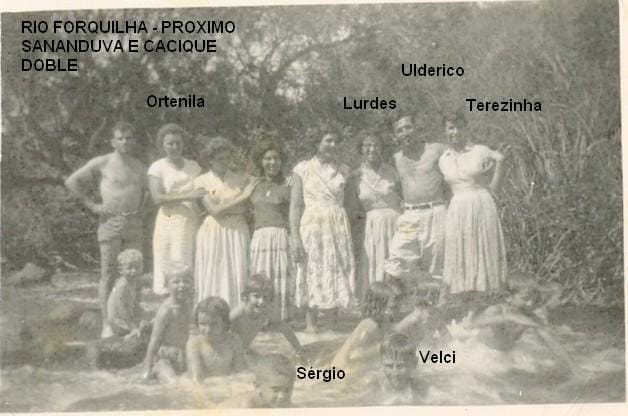 RIO FORQUILHA - PROXIMO
SANANDUVA E CACIQUE
DOBLE
Ulderico
Ortenila
Lurdes
Terezinha
Velci
Sérgio